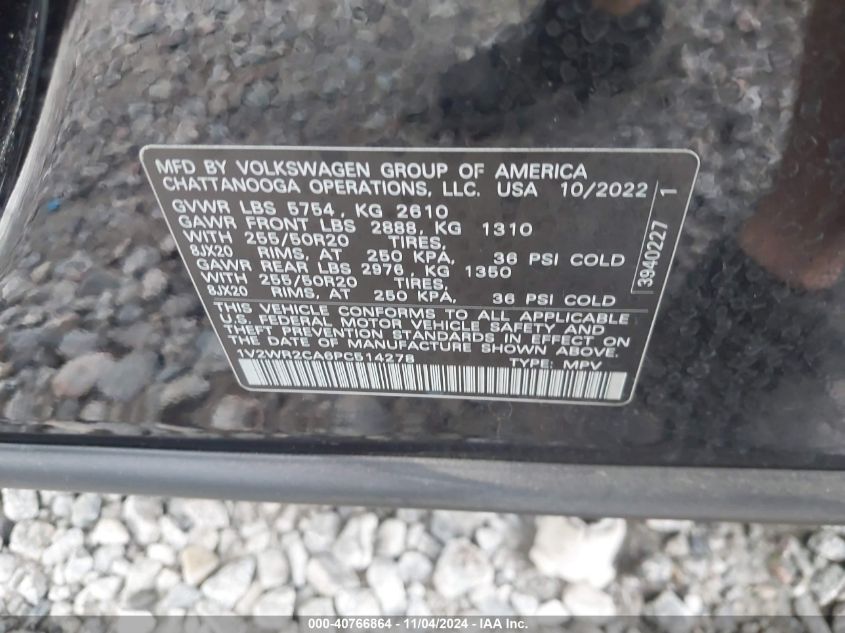 MFD BY VOLKSWAGEN GROUP OF AMERICA
CHATTANOOGA OPERATIONS, LLC. USA 10/2022
GVWR LBS 5754, KG 2610
GAWR FRONT LBS 2888, KG 1310
WITH 255/50R20 TIRES,
8JX20 RIMS, AT 250 KPA, 36 PSI COLD
GAWR REAR LBS 2976, KG 1350
WITH 255/50R20 TIRES,
8JX20 RIMS, AT 250 KPA, 36 PSI COLD
THIS VEHICLE CONFORMS TO ALL APPLICABLE
U.S. FEDERAL MOTOR VEHICLE SAFETY AND
THEFT PREVENTION STANDARDS IN EFFECT ON
THE DATE OF MANUFACTURE SHOWN ABOVE.
1V2WR2CA6PC514278 TYPE: MPV
3940227 1
000-40766864 - 11/04/2024 - IAA Inc.